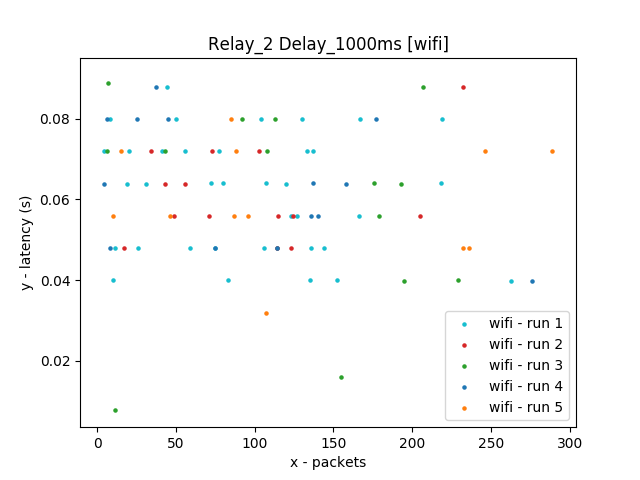 Relay_2 Delay_1000ms [wifi]
y - latency (s)
0.08
0.06
0.04
0.02
wifi - run 1
wifi - run 2
wifi - run 3
wifi - run 4
wifi - run 5
0 50 100 150 200 250 300
x - packets